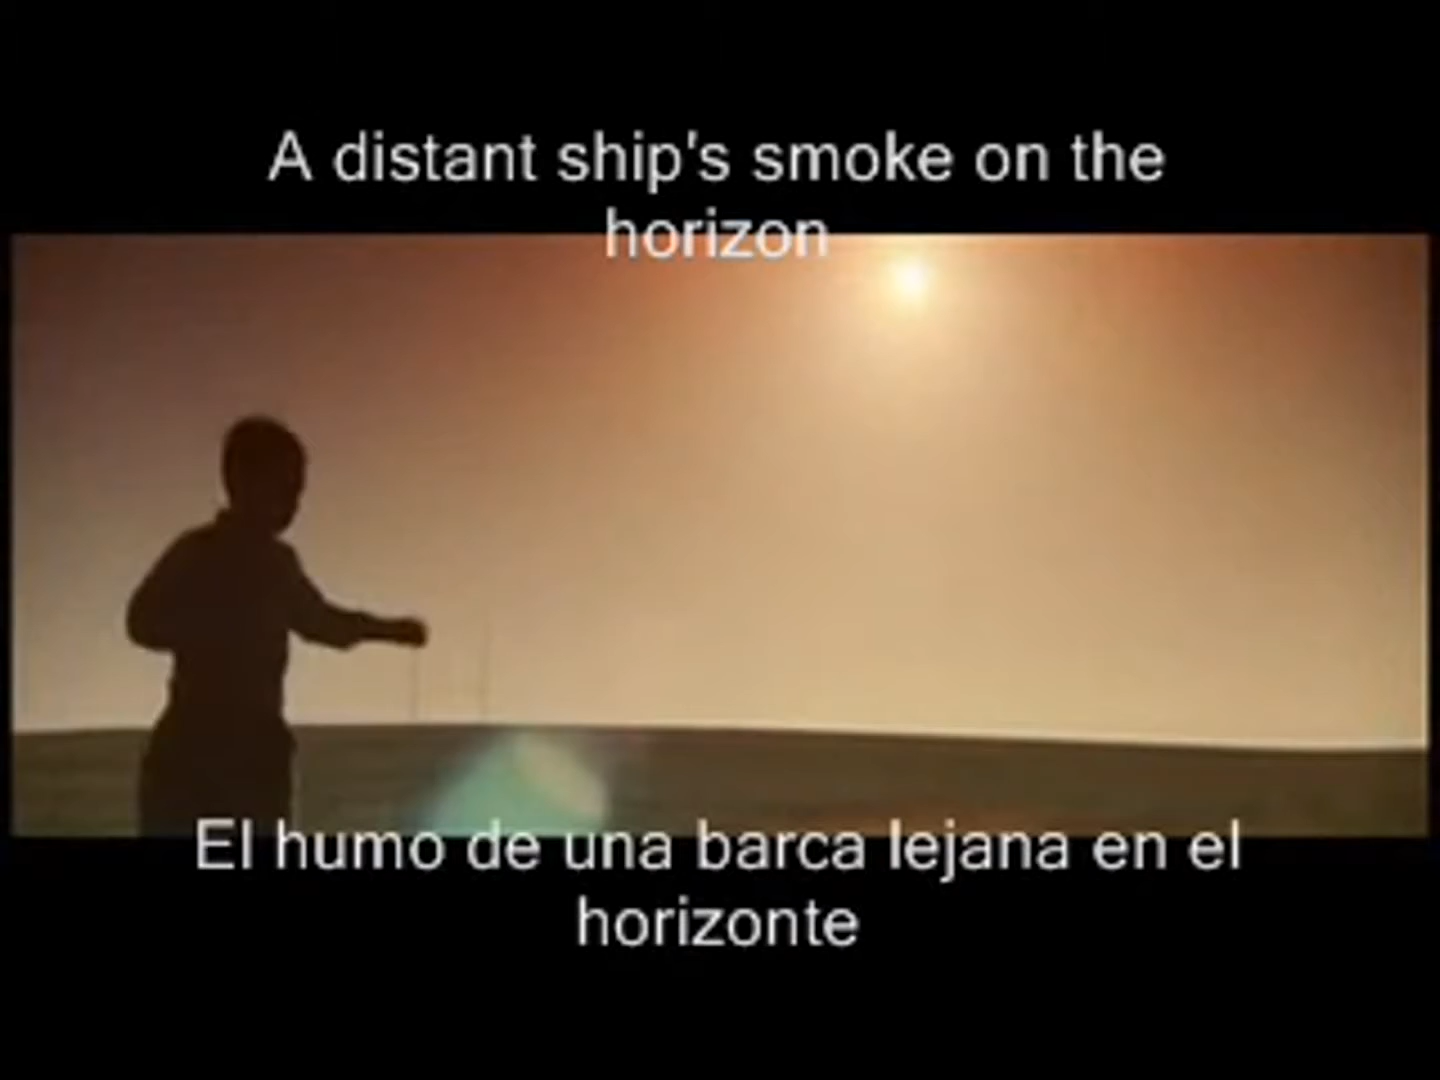 A distant ship's smoke on the
horizon
El humo de una barca lejana en el
horizonte